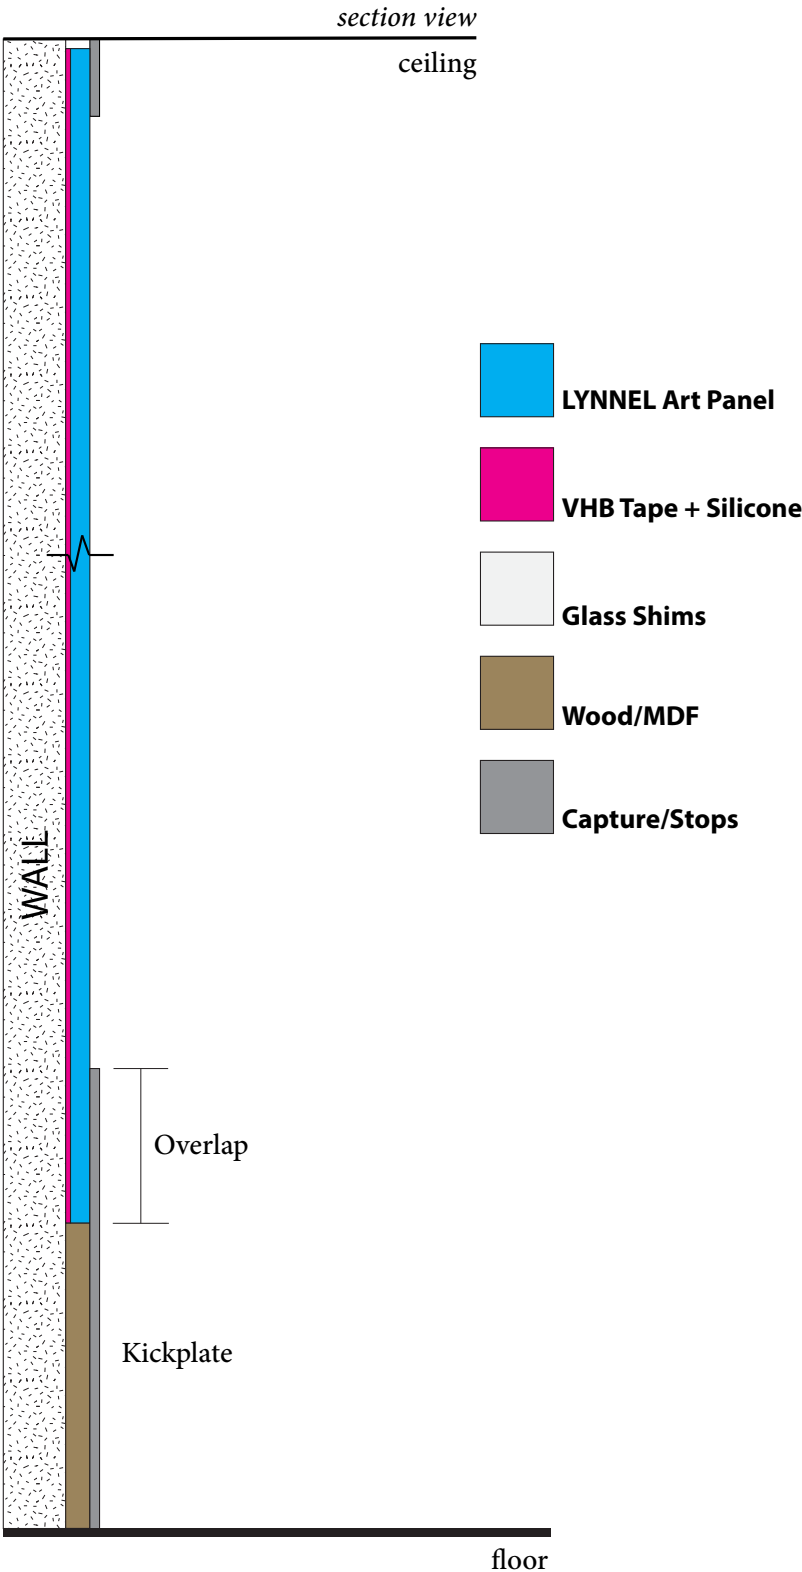 section view
ceiling
LYNNEL Art Panel
VHB Tape + Silicone
Glass Shims
Wood/MDF
Capture/Stops
WALL
Overlap
Kickplate
floor